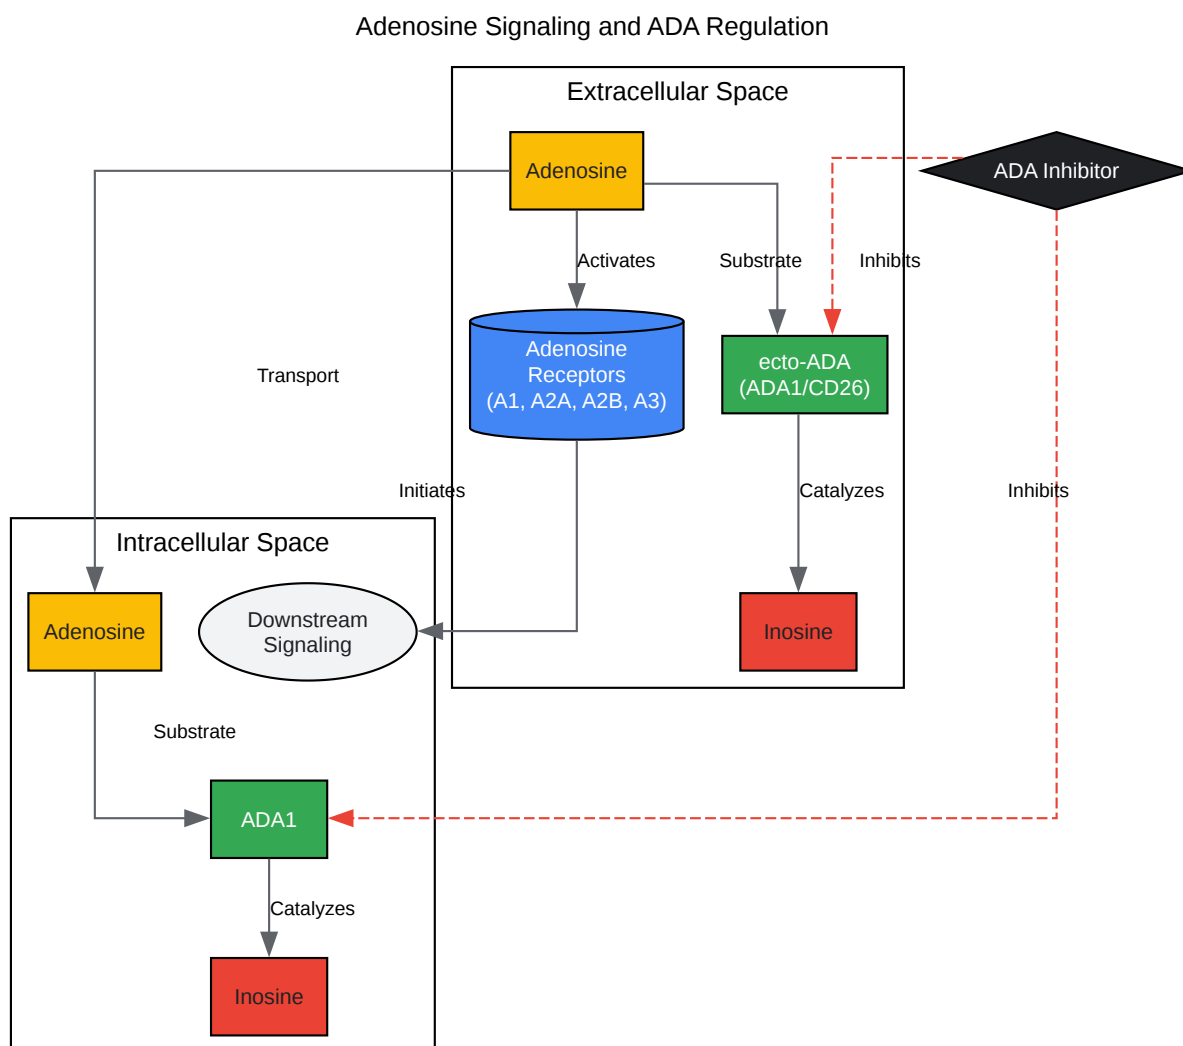 Adenosine Signaling and ADA Regulation
Extracellular Space
Adenosine
ADA Inhibitor
Activates
Substrate
Inhibits
Adenosine
Receptors
(A1, A2A, A2B, A3)
ecto-ADA
(ADA1/CD26)
Transport
Initiates
Catalyzes
Inhibits
Intracellular Space
Adenosine
Downstream
Signaling
Inosine
Substrate
ADA1
Catalyzes
Inosine